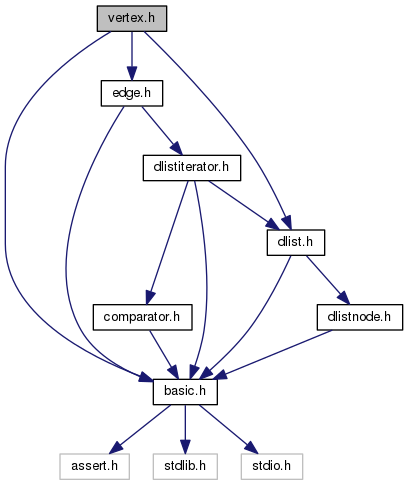 vertex.h
edge.h
dlistiterator.h
dlist.h
comparator.h
dlistnode.h
basic.h
assert.h
stdlib.h
stdio.h